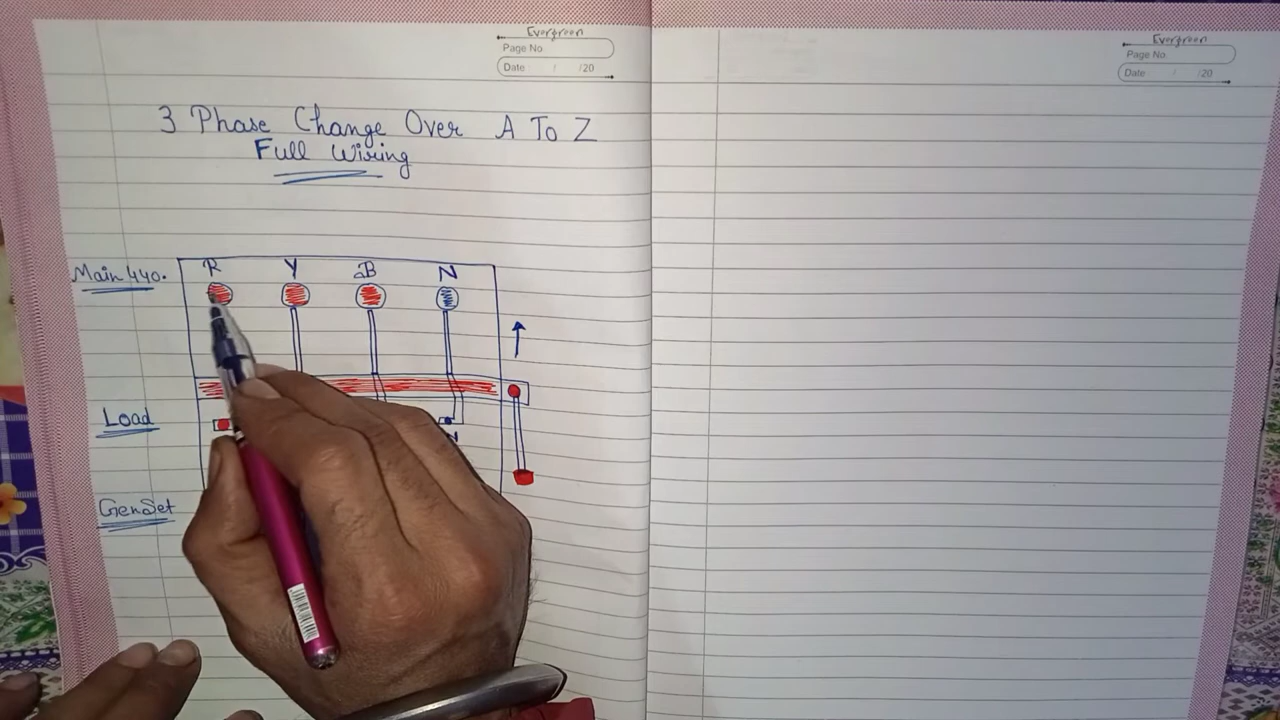 Evergreen
Page No.
Date / /20
Evergreen
Page No.
Date / /20
3 Phase Change Over A To Z
Full Wiring
Main 440.
R Y B N
Load
GenSet